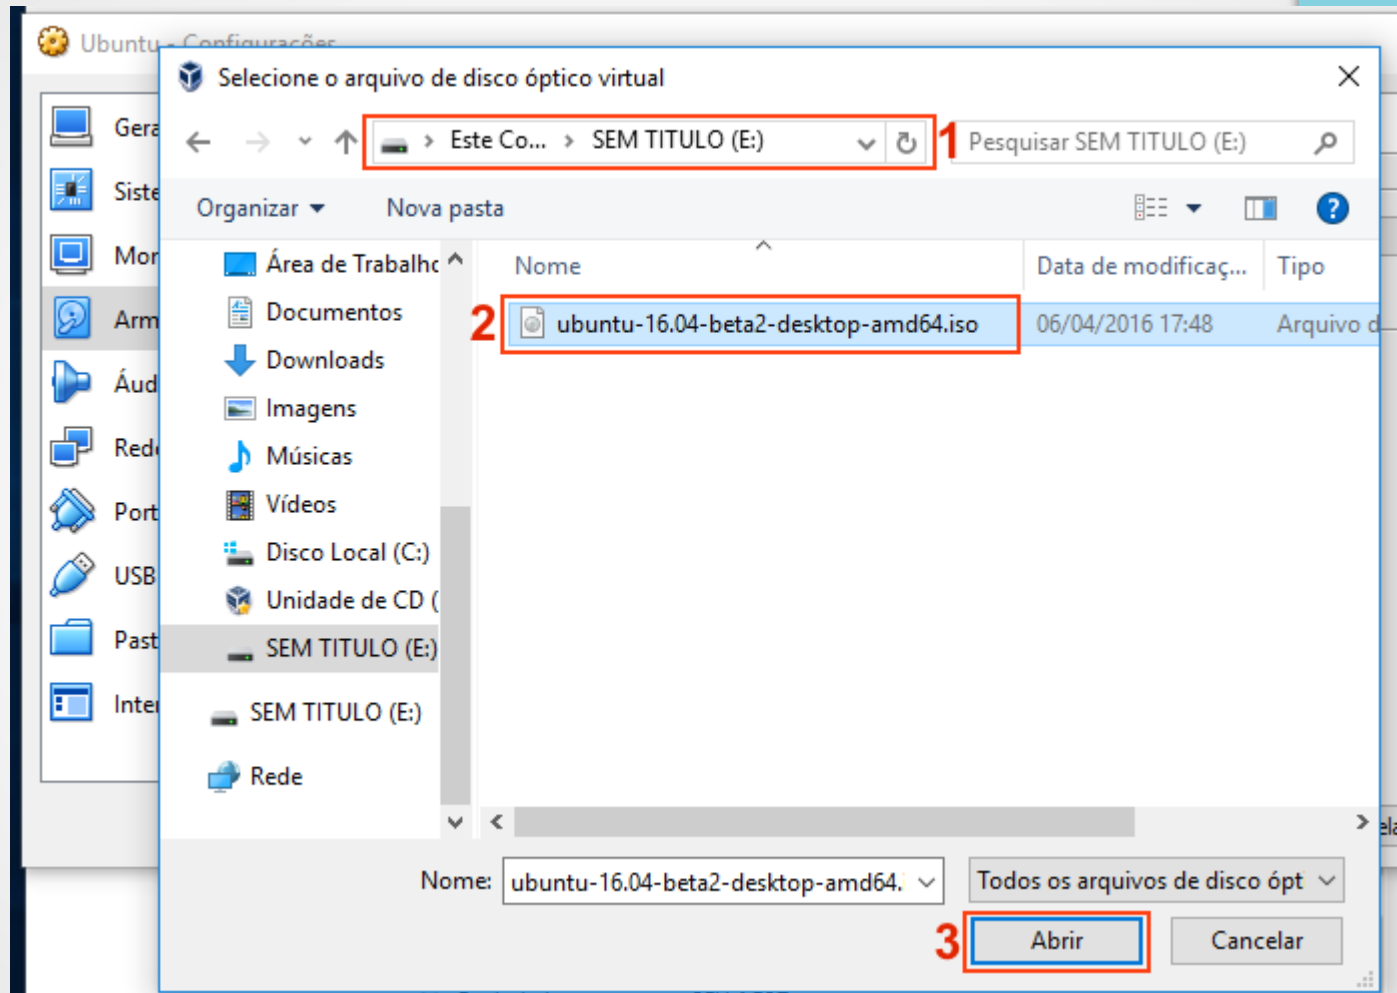 Ubuntu - Configurações
Selecione o arquivo de disco óptico virtual
Este Co... > SEM TITULO (E:)
1
Pesquisar SEM TITULO (E:)
Organizar
Nova pasta
?
Gera
Siste
Mor
Arm
Áud
Red
Port
USB
Past
Inte
Área de Trabalho
Documentos
Downloads
Imagens
Músicas
Vídeos
Disco Local (C:)
Unidade de CD (
SEM TITULO (E:)
SEM TITULO (E:)
Rede
Nome
Data de modificaç...
Tipo
2
ubuntu-16.04-beta2-desktop-amd64.iso
06/04/2016 17:48
Arquivo d
ela
Nome:
ubuntu-16.04-beta2-desktop-amd64.
Todos os arquivos de disco ópt
3
Abrir
Cancelar